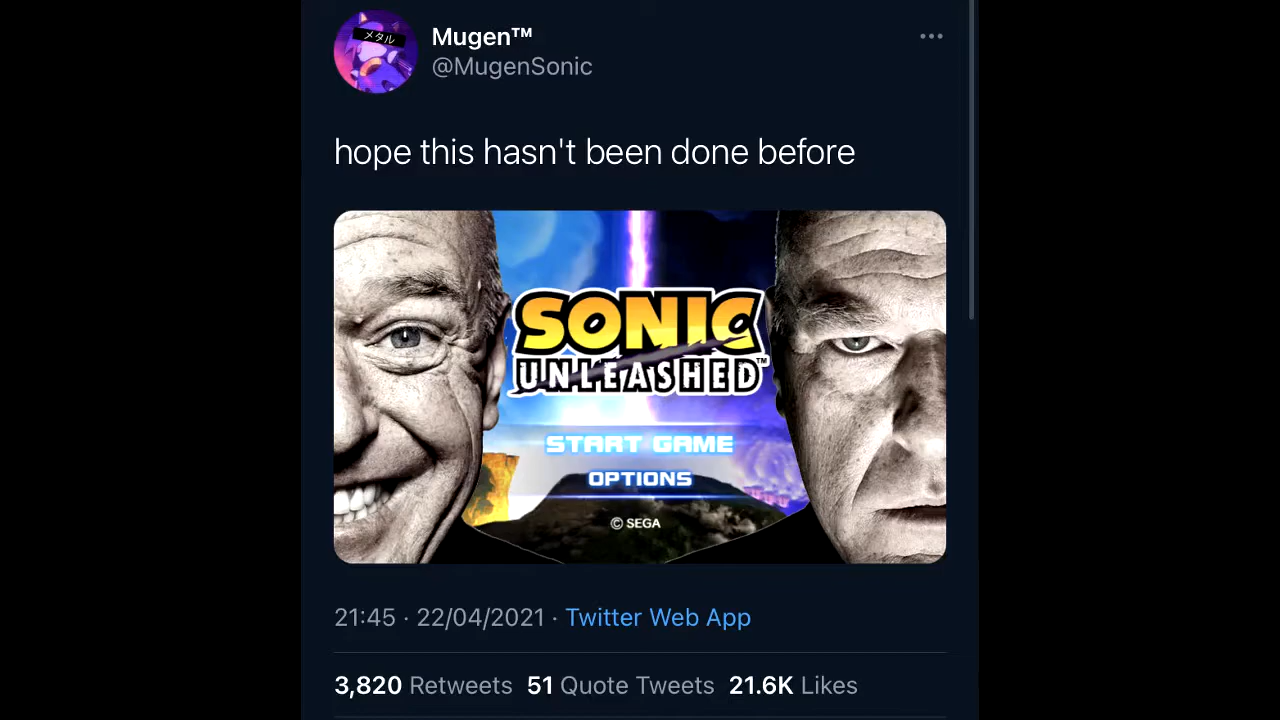 メタル
Mugen™
@MugenSonic
hope this hasn't been done before
SONIC
UNLEASHED™
START GAME
OPTIONS
© SEGA
21:45 · 22/04/2021 · Twitter Web App
3,820 Retweets 51 Quote Tweets 21.6K Likes